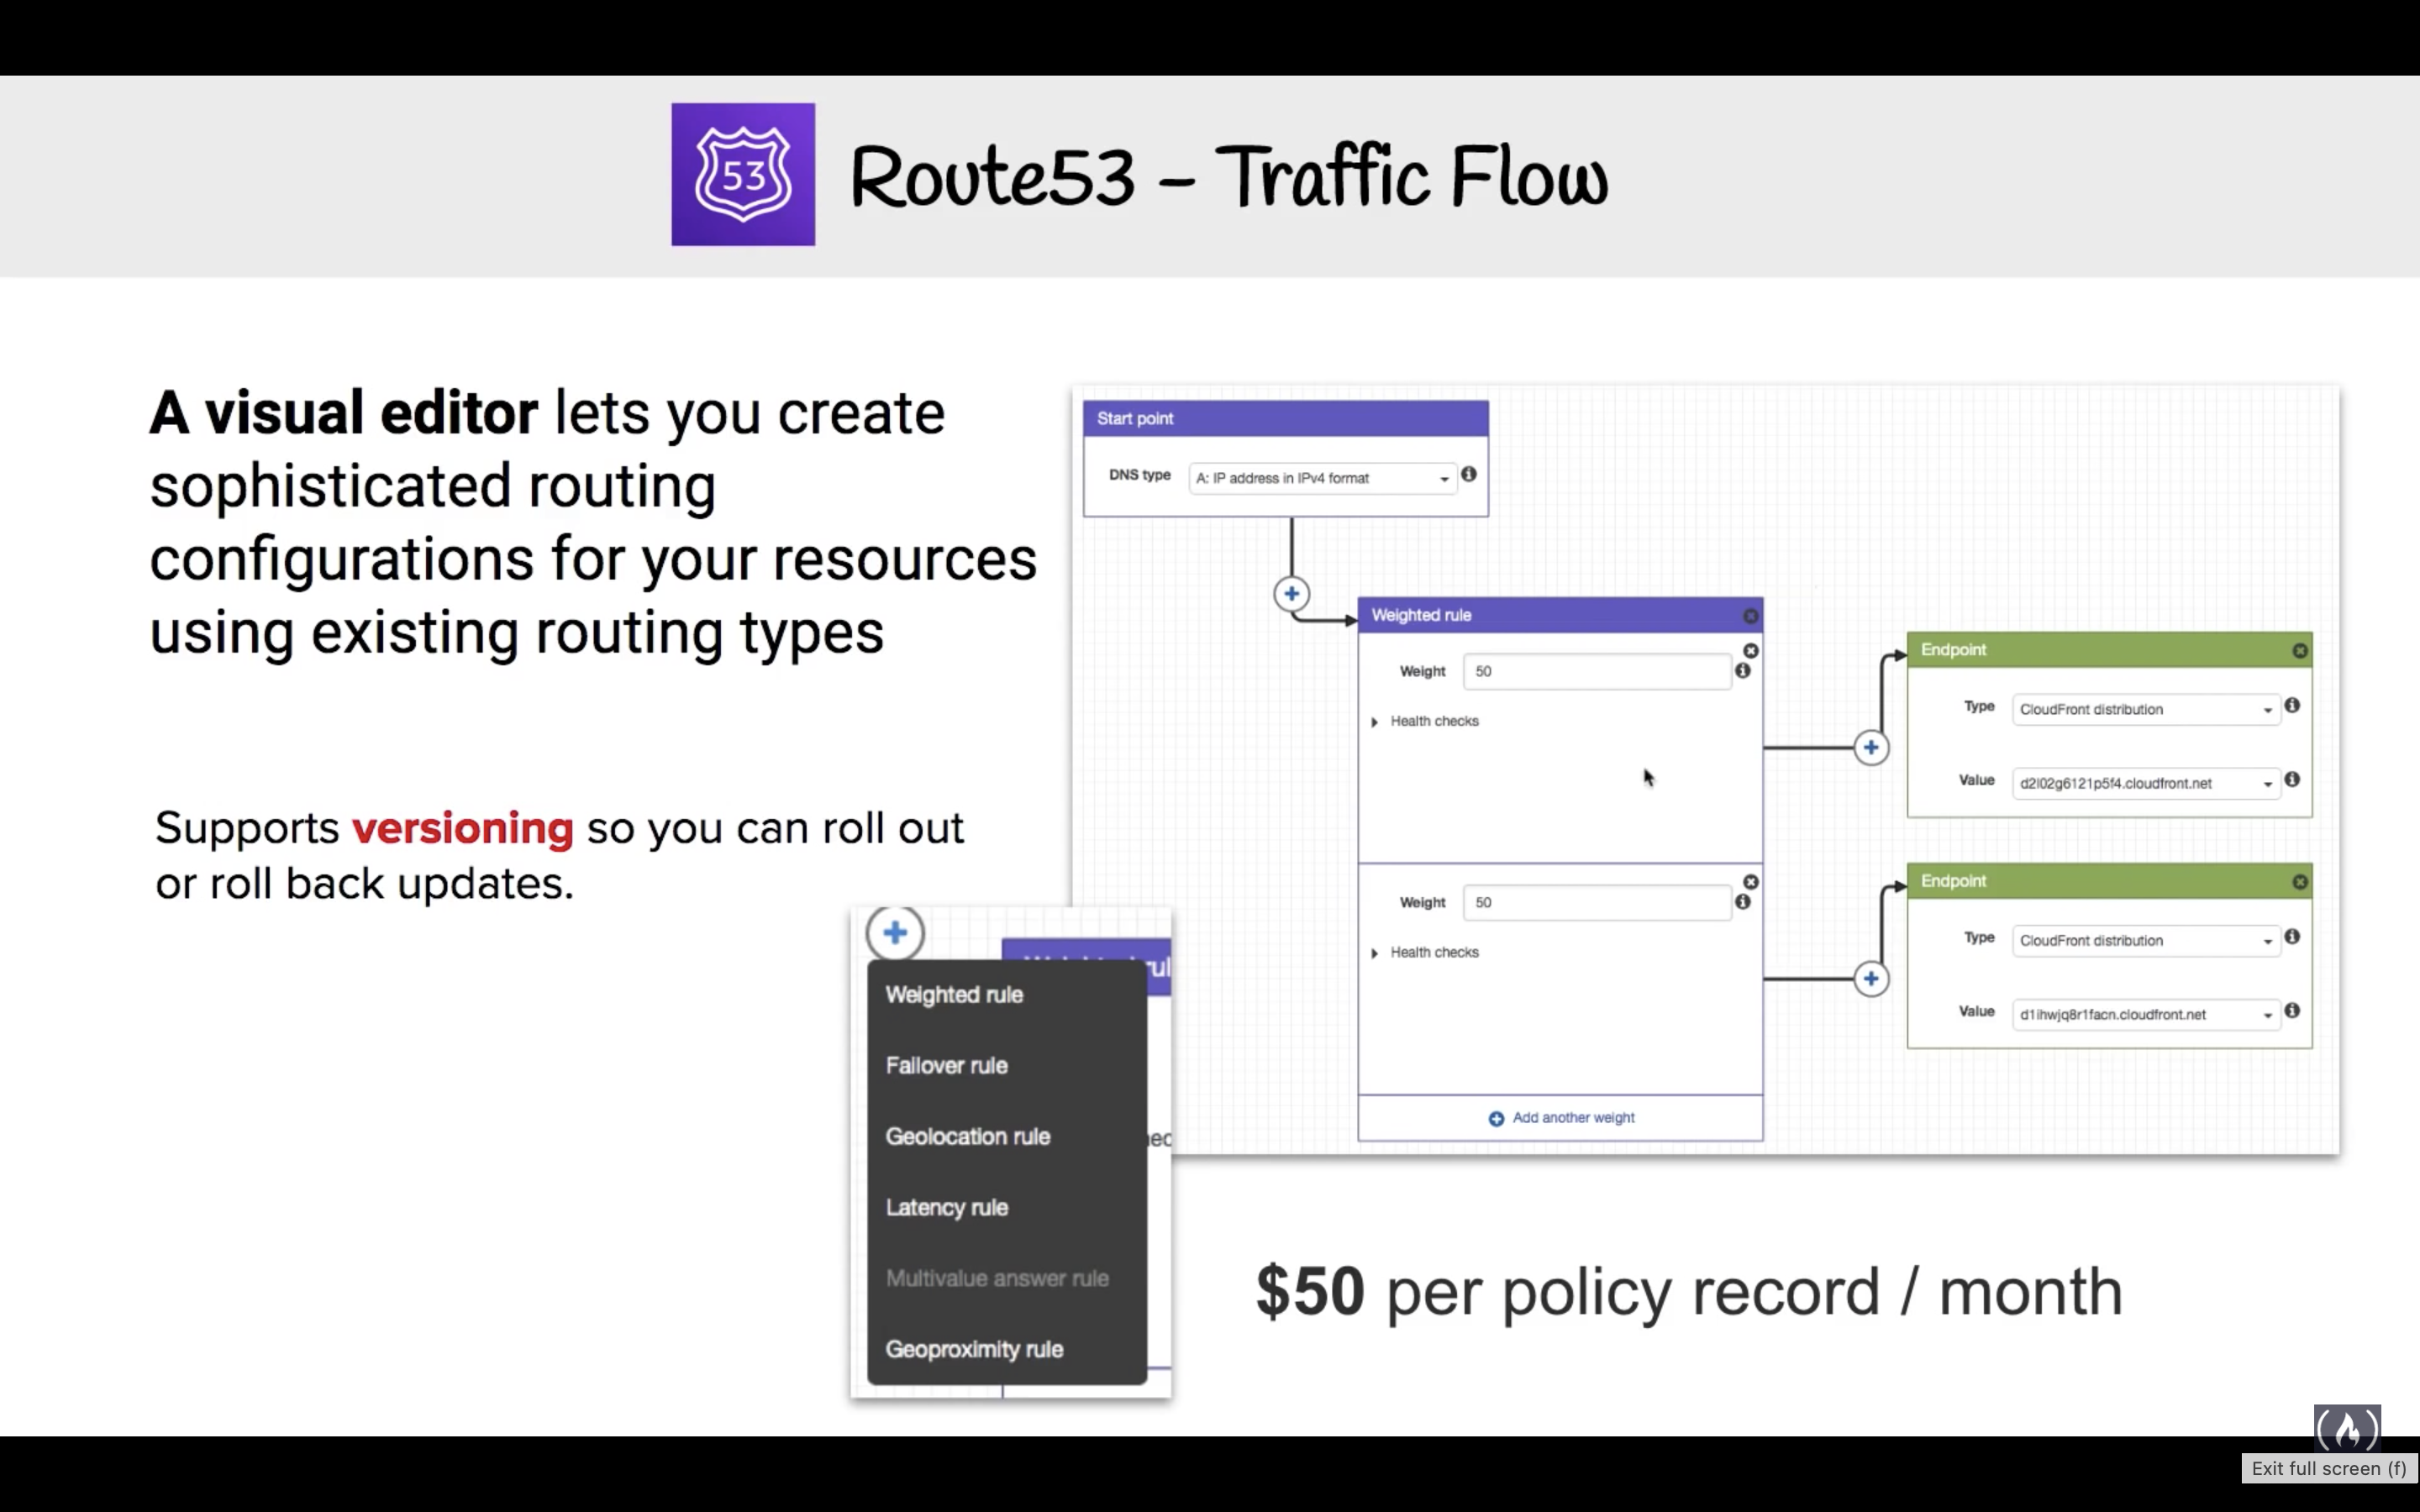 53
Route53 – Traffic Flow
A visual editor lets you create
sophisticated routing
configurations for your resources
using existing routing types
Supports versioning so you can roll out
or roll back updates.
Start point
DNS type A: IP address in IPv4 format
Weighted rule
Weight 50
Health checks
Weight 50
Health checks
Add another weight
Endpoint
Type CloudFront distribution
Value d2l02g6121p5f4.cloudfront.net
Endpoint
Type CloudFront distribution
Value d1ihwjq8r1facn.cloudfront.net
Weighted rule
Failover rule
Geolocation rule
Latency rule
Multivalue answer rule
Geoproximity rule
$50 per policy record / month
Exit full screen (f)